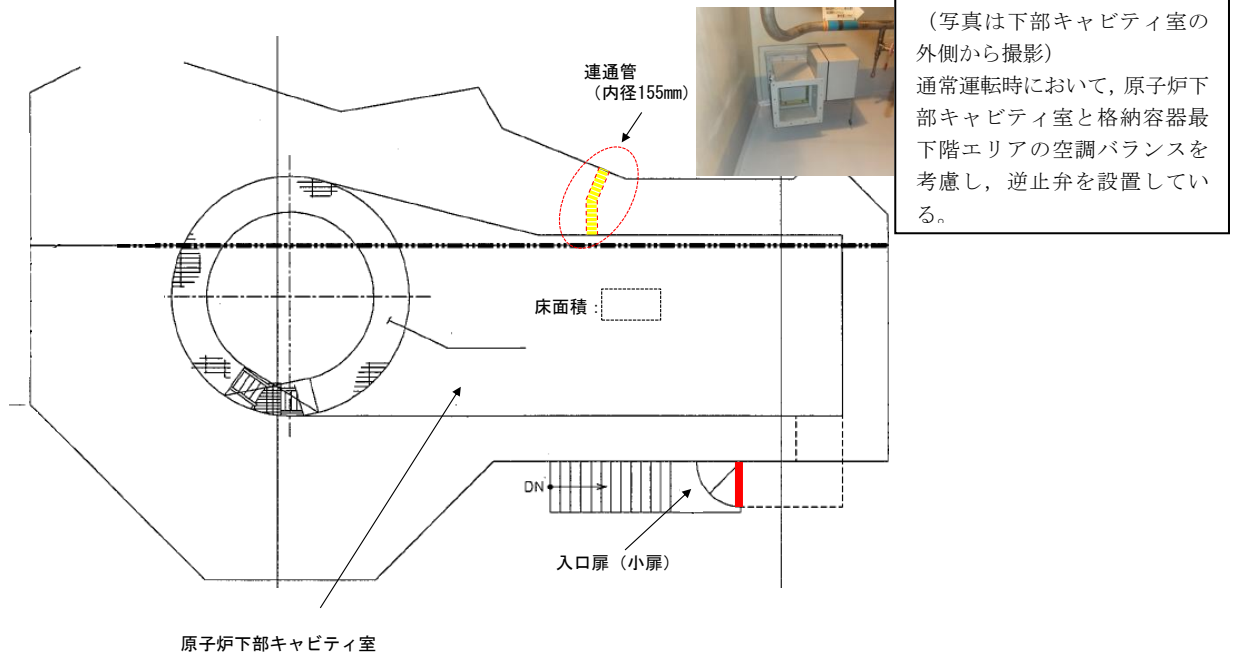 （写真は下部キャビティ室の
外側から撮影）
通常運転時において，原子炉下
部キャビティ室と格納容器最
下階エリアの空調バランスを
考慮し，逆止弁を設置してい
る。
連通管
（内径155mm）
床面積：
DN
入口扉（小扉）
原子炉下部キャビティ室